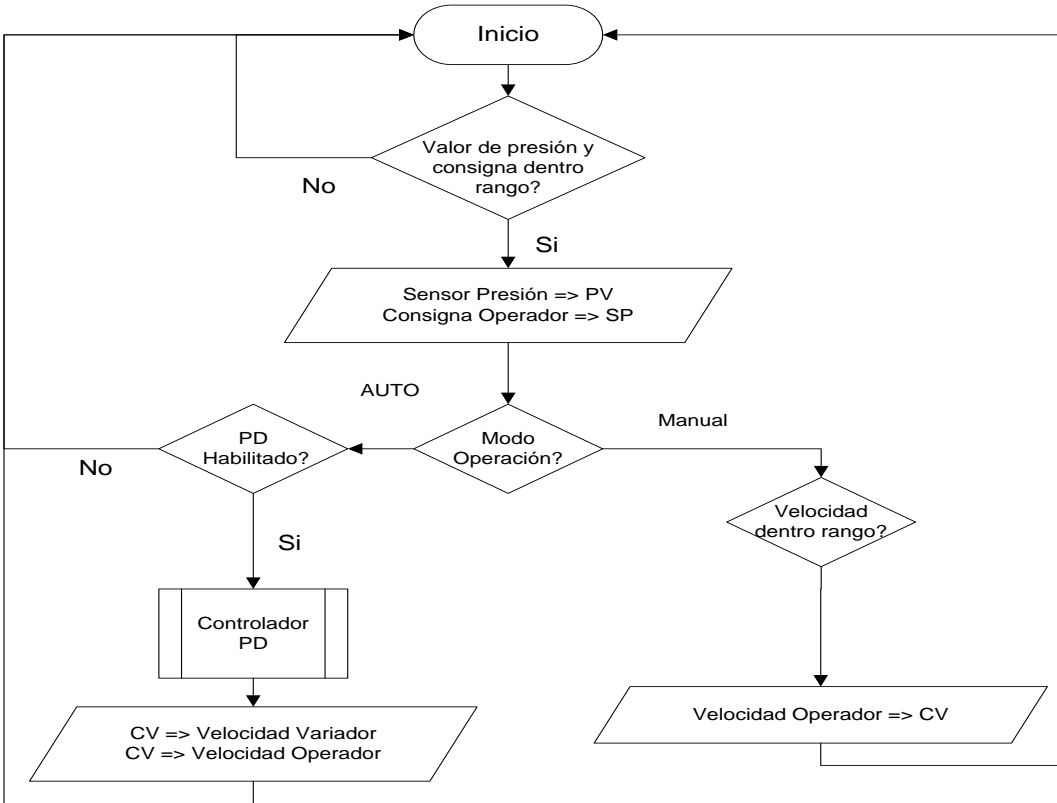 Inicio
Valor de presión y
consigna dentro
rango?
No
Si
Sensor Presión => PV
Consigna Operador => SP
AUTO
Manual
PD
Habilitado?
Modo
Operación?
No
Velocidad
dentro rango?
Si
Controlador
PD
CV => Velocidad Variador
CV => Velocidad Operador
Velocidad Operador => CV